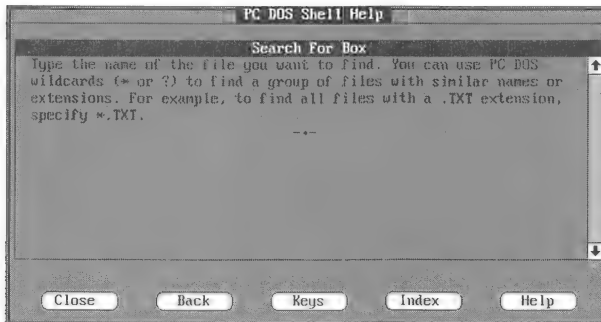 PC DOS Shell Help
Search For Box
Type the name of the file you want to find. You can use PC DOS
wildcards (* or ?) to find a group of files with similar names or
extensions. For example, to find all files with a .TXT extension,
specify *.TXT.
-•-
Close Back Keys Index Help